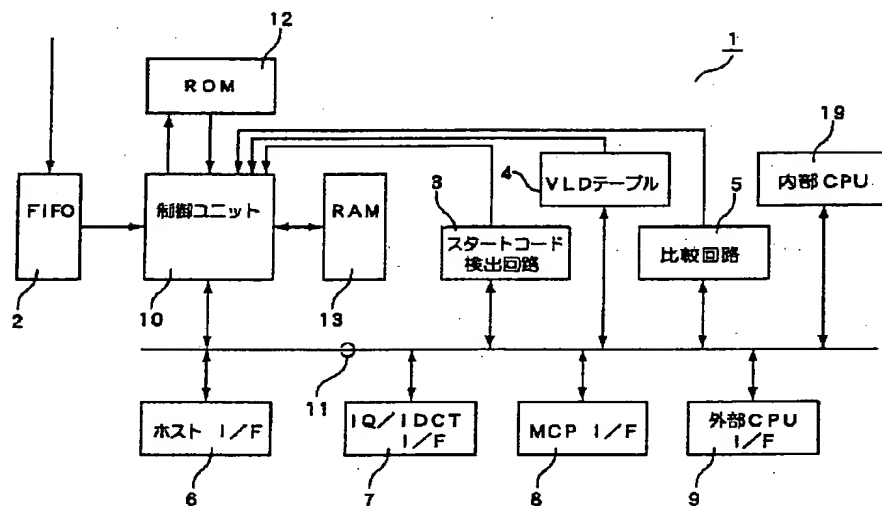 12
1
ROM
19
4
VLDテーブル
内部CPU
3
5
FIFO
制御ユニット
RAM
スタートコード
検出回路
比較回路
2
10
13
11
ホスト I/F
IQ/IDCT
I/F
MCP I/F
外部CPU
I/F
6
7
8
9